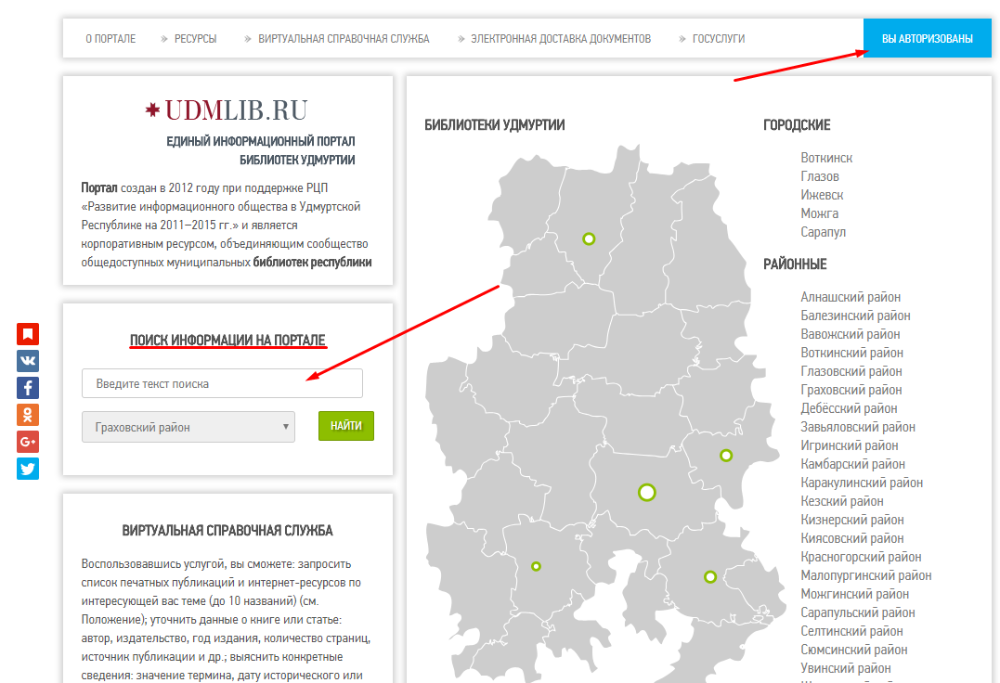 О ПОРТАЛЕ
РЕСУРСЫ
ВИРТУАЛЬНАЯ СПРАВОЧНАЯ СЛУЖБА
ЭЛЕКТРОННАЯ ДОСТАВКА ДОКУМЕНТОВ
ГОСУСЛУГИ
ВЫ АВТОРИЗОВАНЫ
UDMLIB.RU
ЕДИНЫЙ ИНФОРМАЦИОННЫЙ ПОРТАЛ
БИБЛИОТЕК УДМУРТИИ
Портал создан в 2012 году при поддержке РЦП
«Развитие информационного общества в Удмуртской
Республике на 2011–2015 гг.» и является
корпоративным ресурсом, объединяющим сообщество
общедоступных муниципальных библиотек республики
ПОИСК ИНФОРМАЦИИ НА ПОРТАЛЕ
Введите текст поиска
Граховский район
НАЙТИ
ВИРТУАЛЬНАЯ СПРАВОЧНАЯ СЛУЖБА
Воспользовавшись услугой, вы сможете: запросить
список печатных публикаций и интернет-ресурсов по
интересующей вас теме (до 10 названий) (см.
Положение); уточнить данные о книге или статье:
автор, издательство, год издания, количество страниц,
источник публикации и др.; выяснить конкретные
сведения: значение термина, дату исторического или
БИБЛИОТЕКИ УДМУРТИИ
ГОРОДСКИЕ
Воткинск
Глазов
Ижевск
Можга
Сарапул
РАЙОННЫЕ
Алнашский район
Балезинский район
Вавожский район
Воткинский район
Глазовский район
Граховский район
Дебёсский район
Завьяловский район
Игринский район
Камбарский район
Каракулинский район
Кезский район
Кизнерский район
Киясовский район
Красногорский район
Малопургинский район
Можгинский район
Сарапульский район
Селтинский район
Сюмсинский район
Увинский район